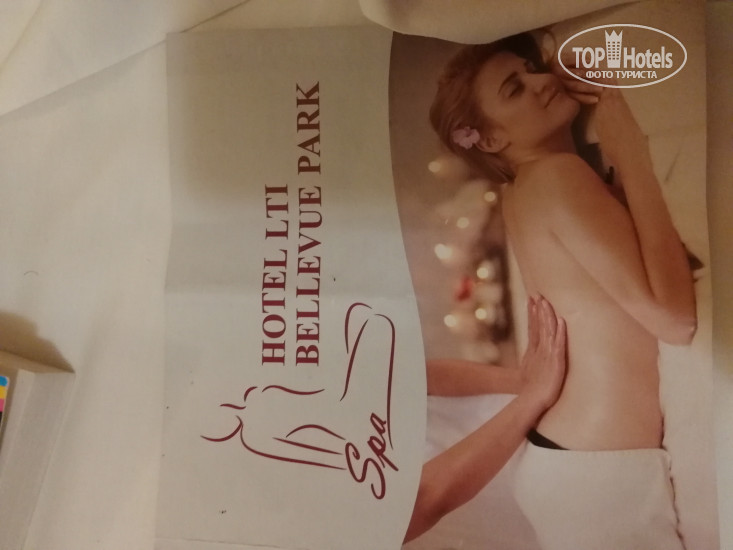 HOTEL LTI
BELLEVUE PARK
Spa
TOP Hotels
ФОТО ТУРИСТА